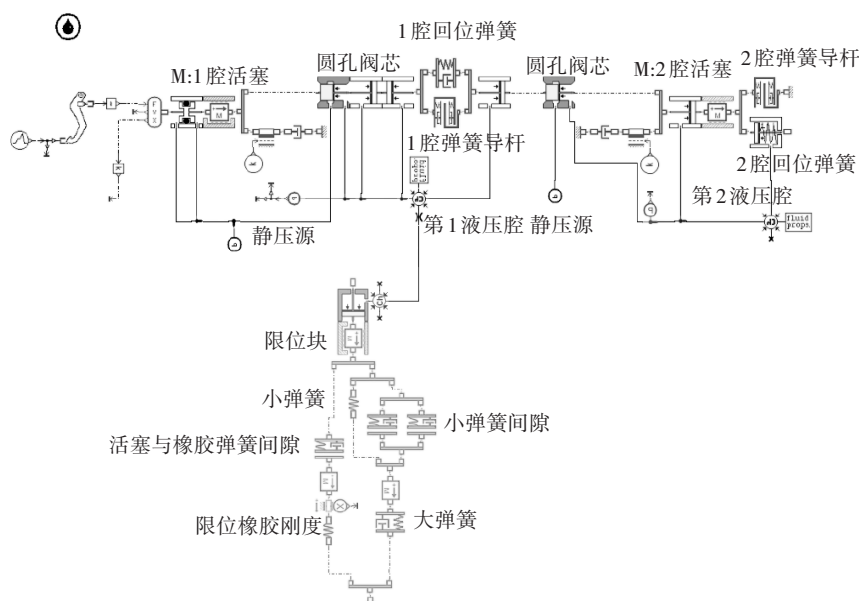 1腔回位弹簧
圆孔阀芯
圆孔阀芯
M:1腔活塞
M:2腔活塞
2腔弹簧导杆
1腔弹簧导杆
2腔回位弹簧
静压源
第1液压腔
静压源
第2液压腔
fluid
props
限位块
小弹簧
小弹簧间隙
活塞与橡胶弹簧间隙
限位橡胶刚度
大弹簧